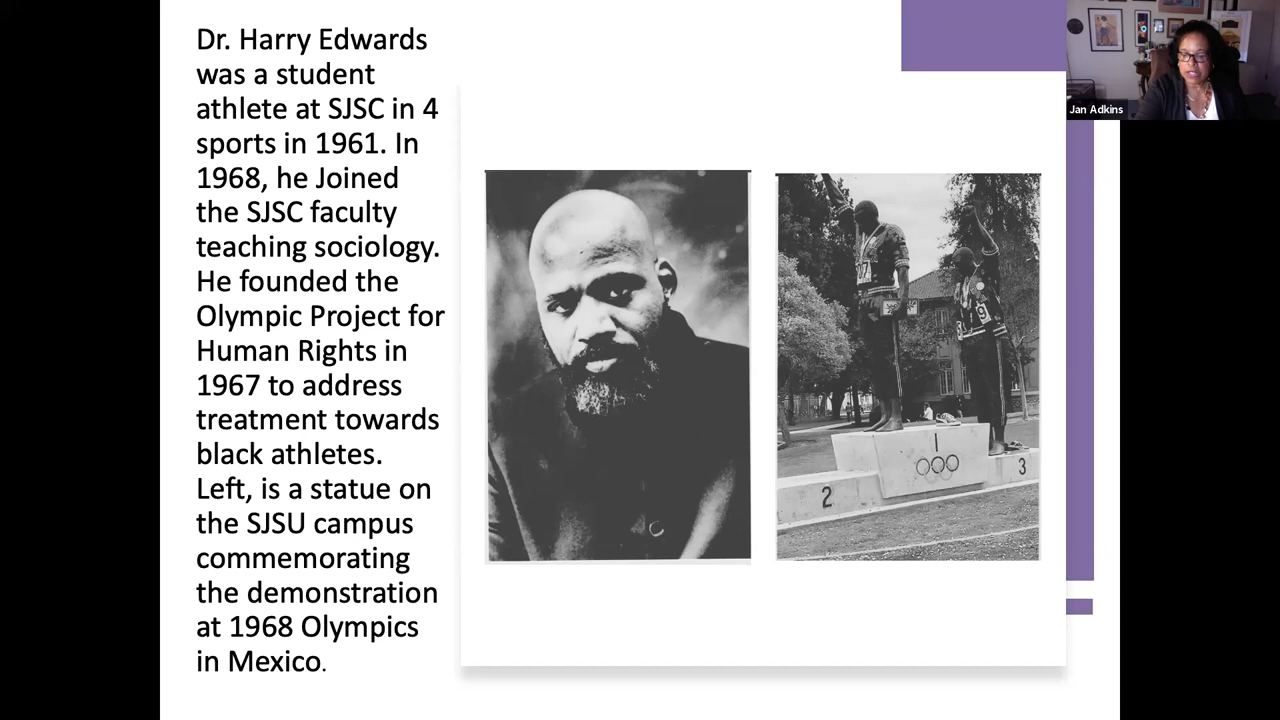 Dr. Harry Edwards
was a student
athlete at SJSC in 4
sports in 1961. In
1968, he Joined
the SJSC faculty
teaching sociology.
He founded the
Olympic Project for
Human Rights in
1967 to address
treatment towards
black athletes.
Left, is a statue on
the SJSU campus
commemorating
the demonstration
at 1968 Olympics
in Mexico.
1
2
3
Jan Adkins